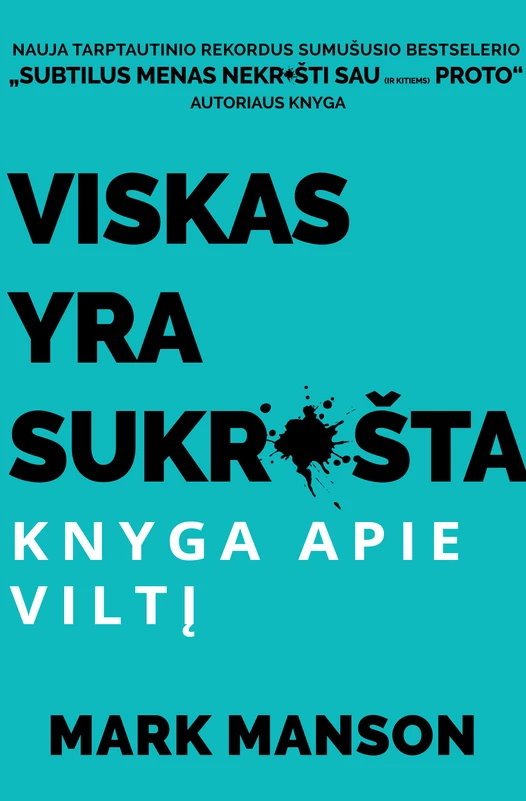 NAUJA TARPTAUTINIO REKORDUS SUMUŠUSIO BESTSELERIO
„SUBTILUS MENAS NEKR ŠTI SAU (IR KITIEMS) PROTO“
AUTORIAUS KNYGA
VISKAS
YRA
SUKR ŠTA
KNYGA APIE
VILTĮ
MARK MANSON